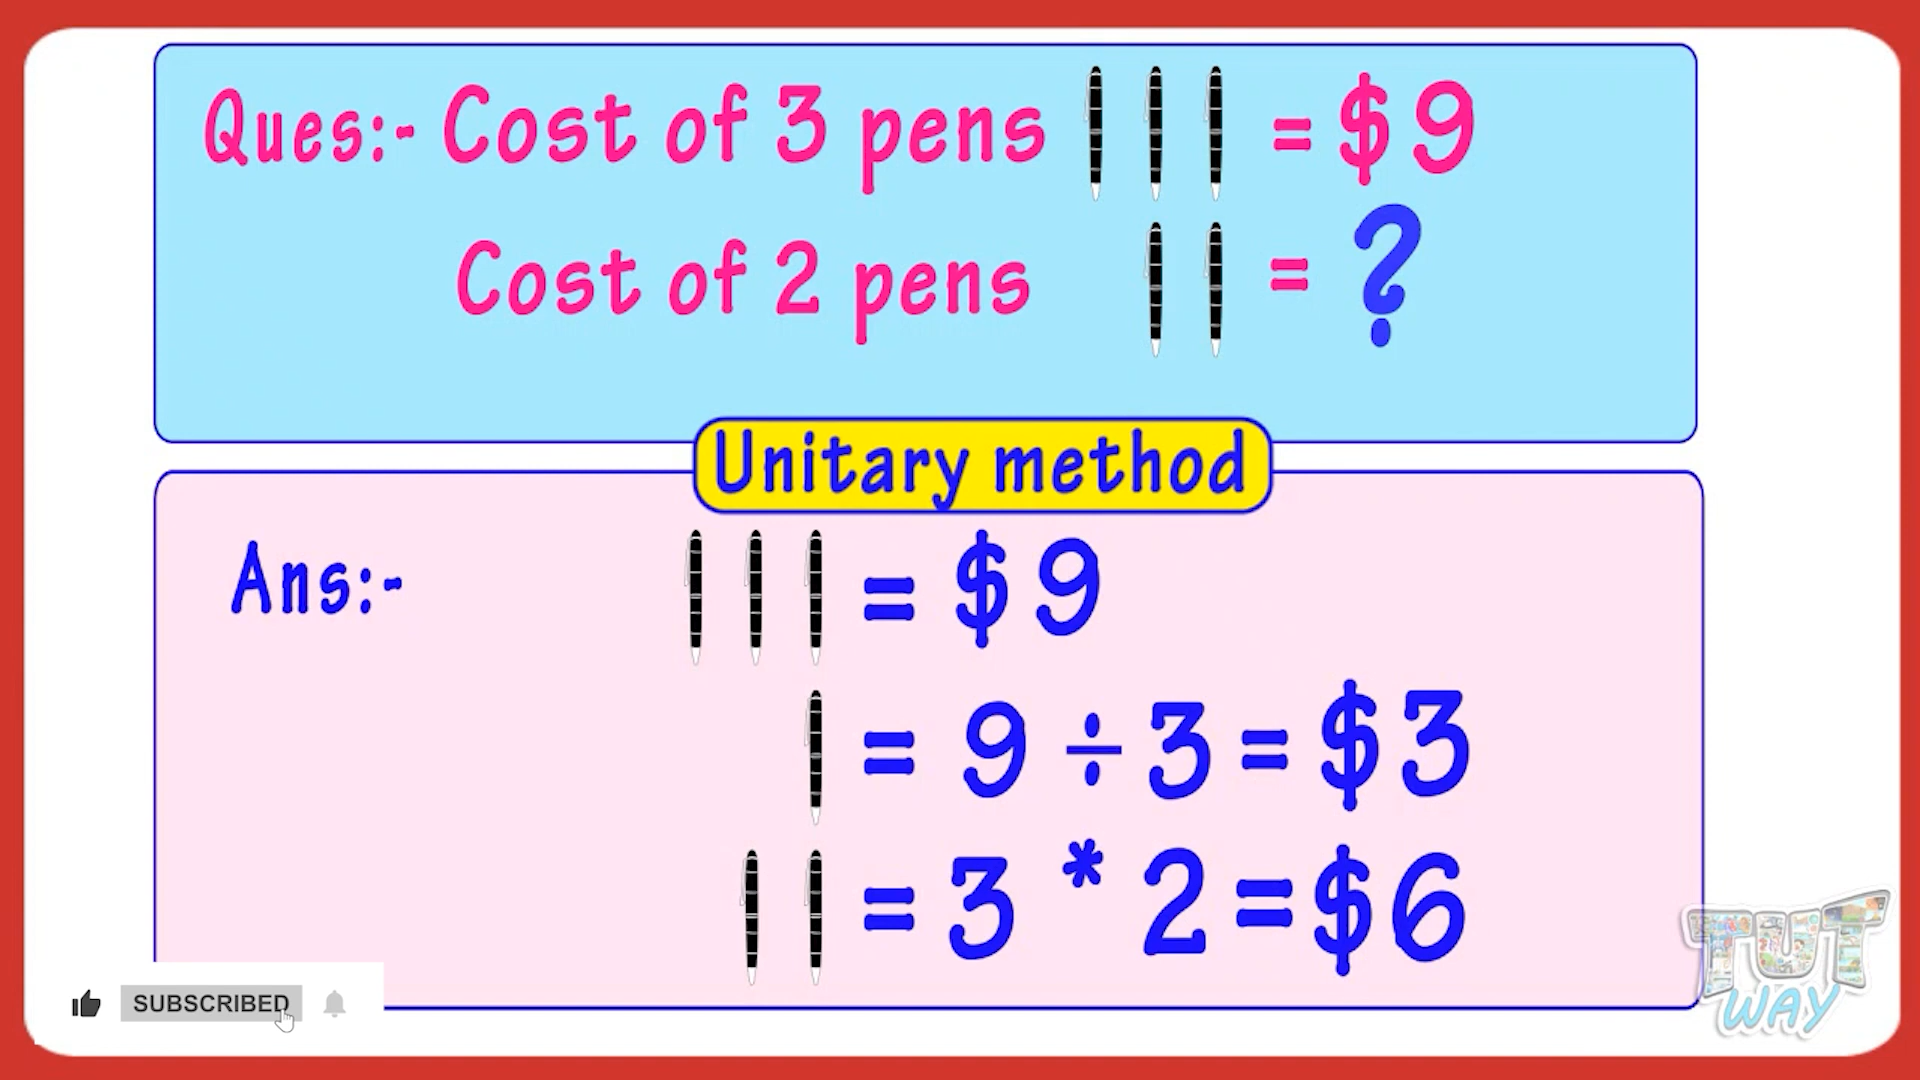 Ques:- Cost of 3 pens = $9
Cost of 2 pens = ?
Unitary method
Ans:- = $9
= 9 ÷ 3 = $3
= 3 * 2 = $6
SUBSCRIBED
TUT
WAY